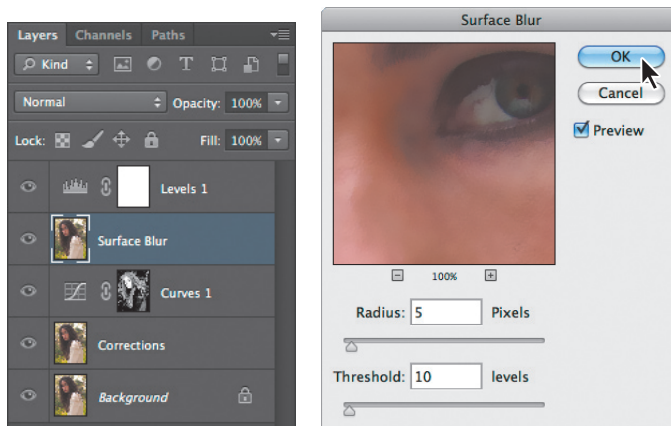 Layers Channels Paths
Kind T
Normal Opacity: 100%
Lock: Fill: 100%
Levels 1
Surface Blur
Curves 1
Corrections
Background
Surface Blur
OK
Cancel
Preview
100%
Radius: 5 Pixels
Threshold: 10 levels